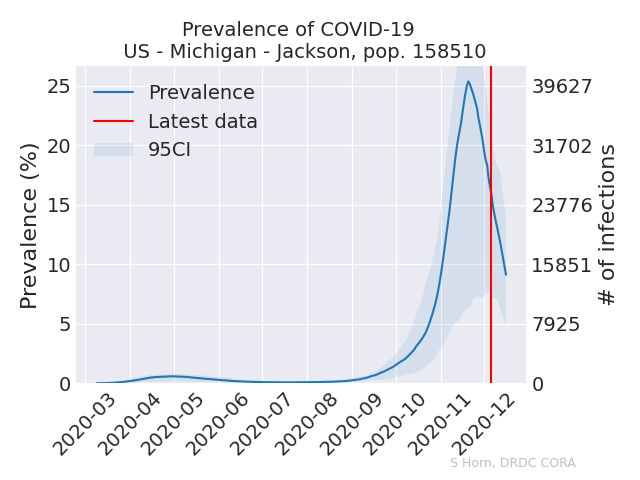 Prevalence of COVID-19
US - Michigan - Jackson, pop. 158510
Prevalence
Latest data
95CI
Prevalence (%)
25
20
15
10
5
0
39627
31702
23776
15851
7925
0
# of infections
2020-03
2020-04
2020-05
2020-06
2020-07
2020-08
2020-09
2020-10
2020-11
2020-12
S Horn, DRDC CORA